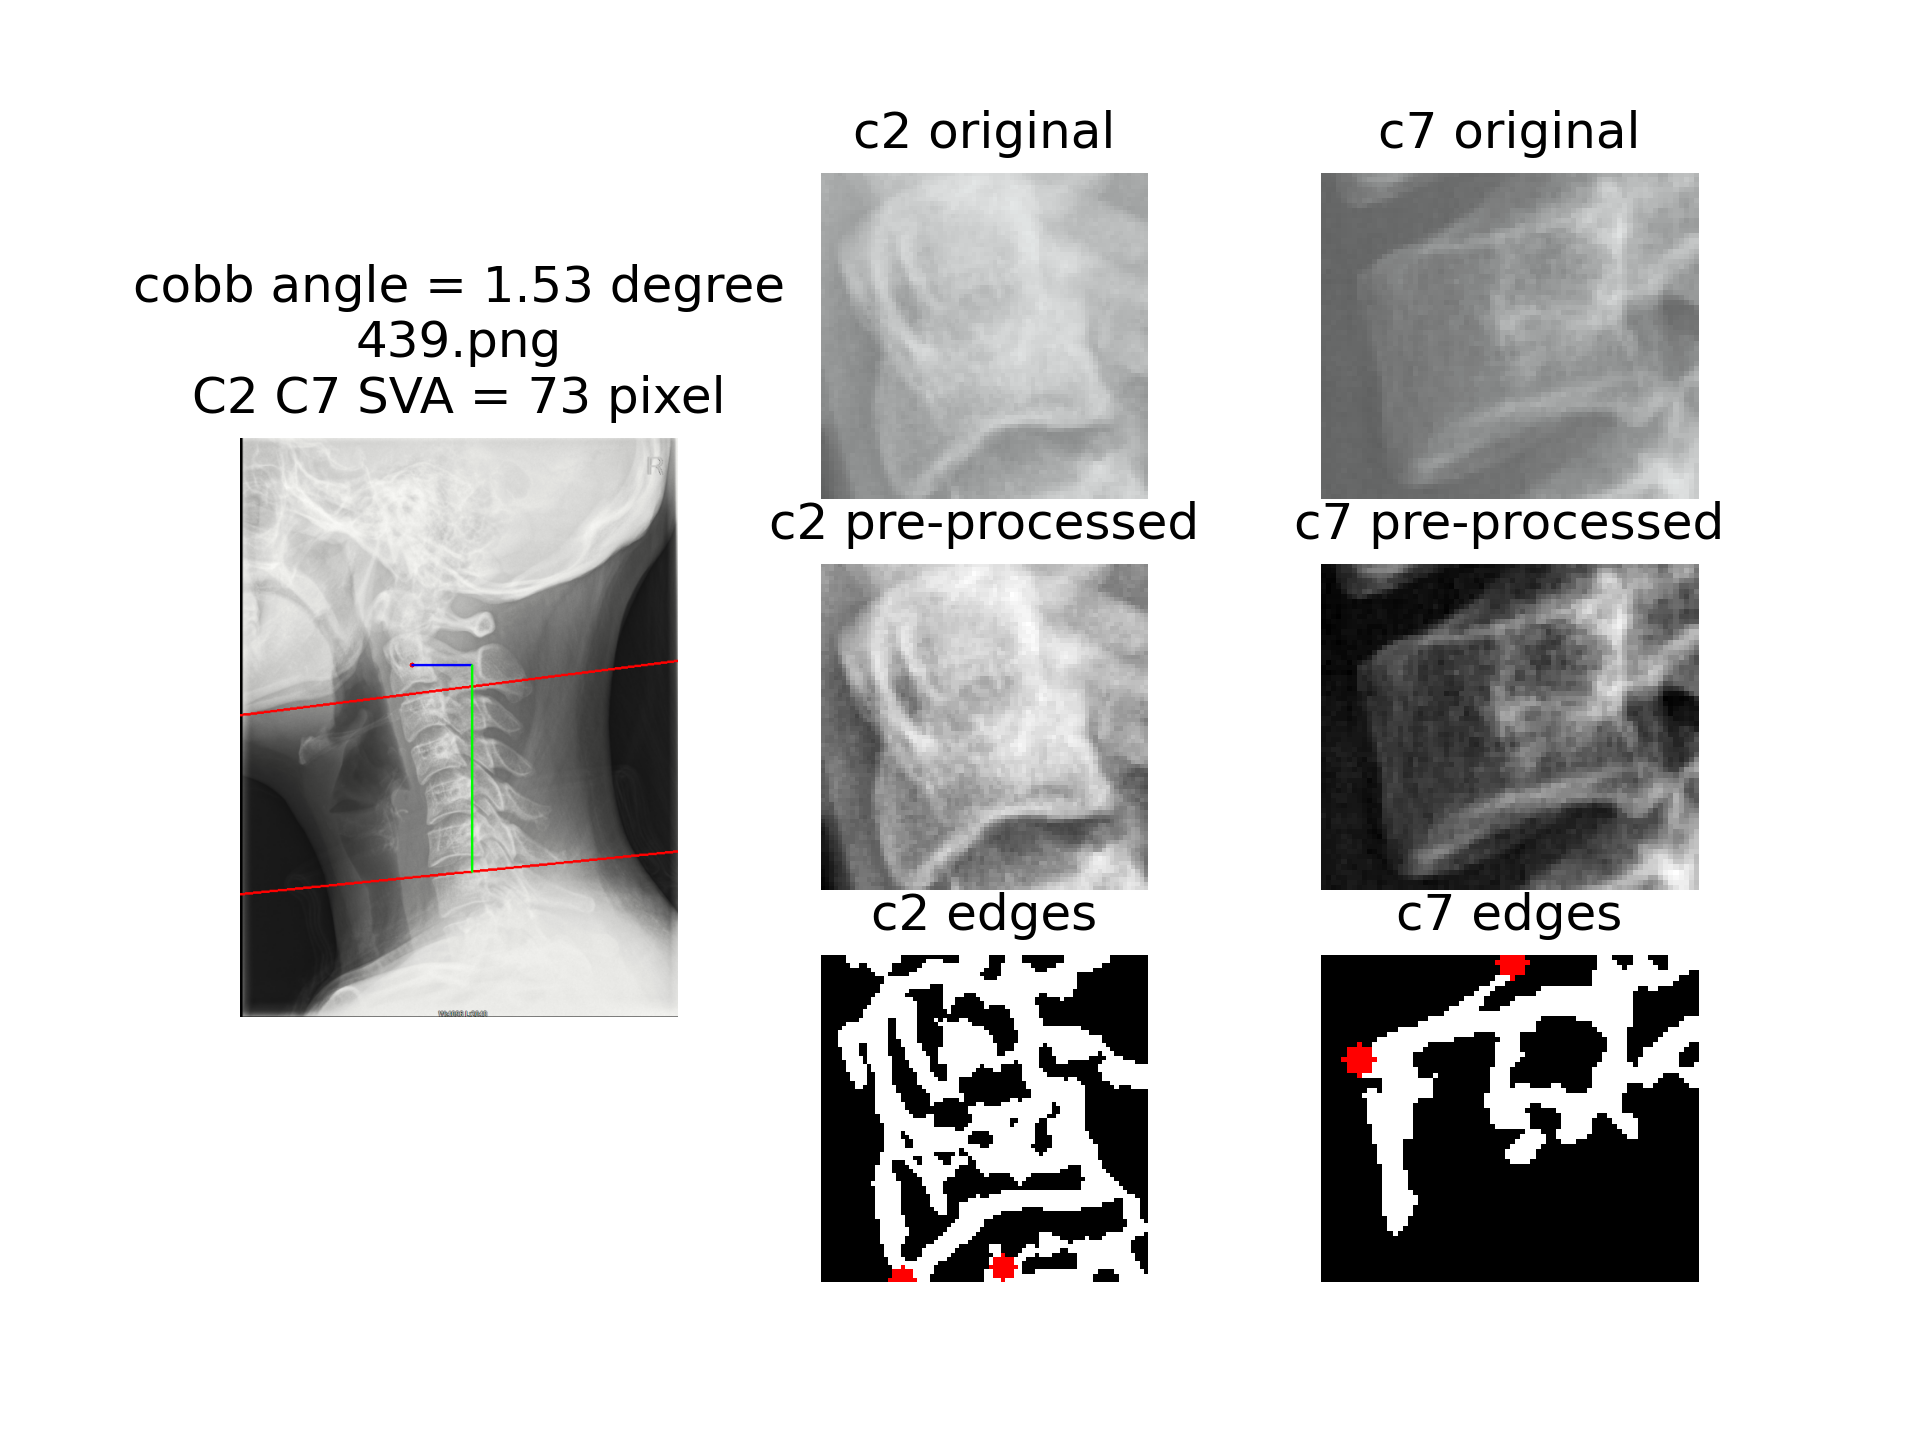 cobb angle = 1.53 degree
439.png
C2 C7 SVA = 73 pixel
R
c2 original
c7 original
c2 pre-processed
c7 pre-processed
c2 edges
c7 edges